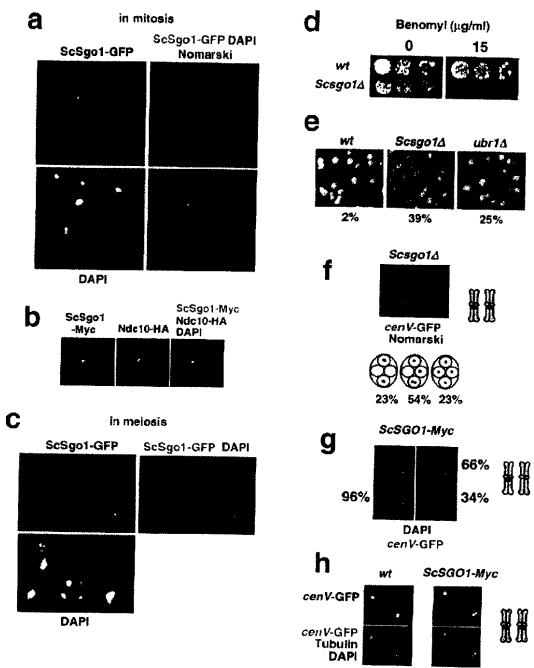 a
in mitosis
ScSgo1-GFP
ScSgo1-GFP DAPI
Nomarski
DAPI
b
ScSgo1
-Myc
Ndc10-HA
ScSgo1-Myc
Ndc10-HA
DAPI
c
in meiosis
ScSgo1-GFP
ScSgo1-GFP DAPI
DAPI
d
Benomyl (μg/ml)
0
15
wt
Scsgo1Δ
e
wt
Scsgo1Δ
ubr1Δ
2%
39%
25%
f
Scsgo1Δ
cenV-GFP
Nomarski
23%
54%
23%
g
ScSGO1-Myc
96%
66%
34%
DAPI
cenV-GFP
h
wt
ScSGO1-Myc
cenV-GFP
cenV-GFP
Tubulin
DAPI